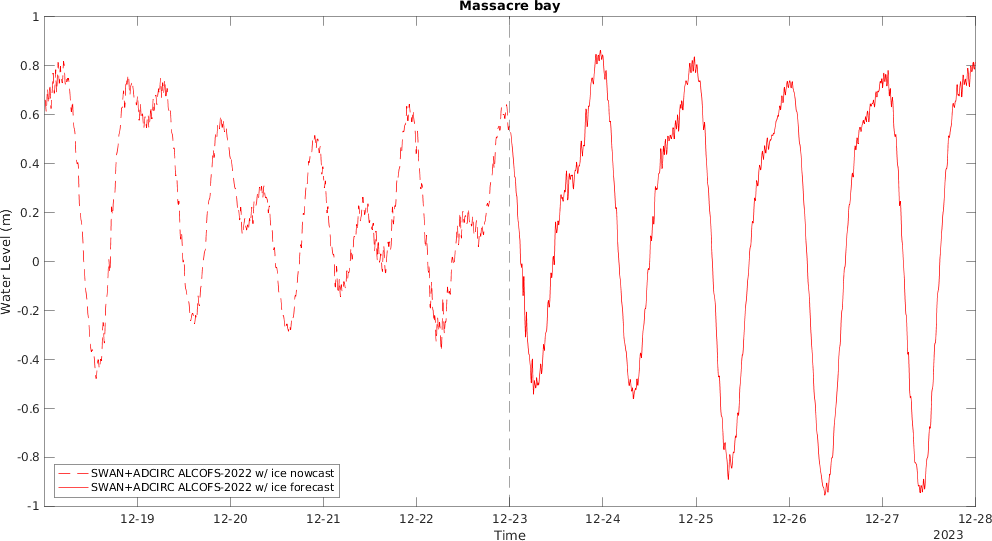 Massacre bay
1
0.8
0.6
0.4
0.2
0
-0.2
-0.4
-0.6
-0.8
-1
Water Level (m)
SWAN+ADCIRC ALCOFS-2022 w/ ice nowcast
SWAN+ADCIRC ALCOFS-2022 w/ ice forecast
12-19 12-20 12-21 12-22 12-23 12-24 12-25 12-26 12-27 12-28
Time
2023